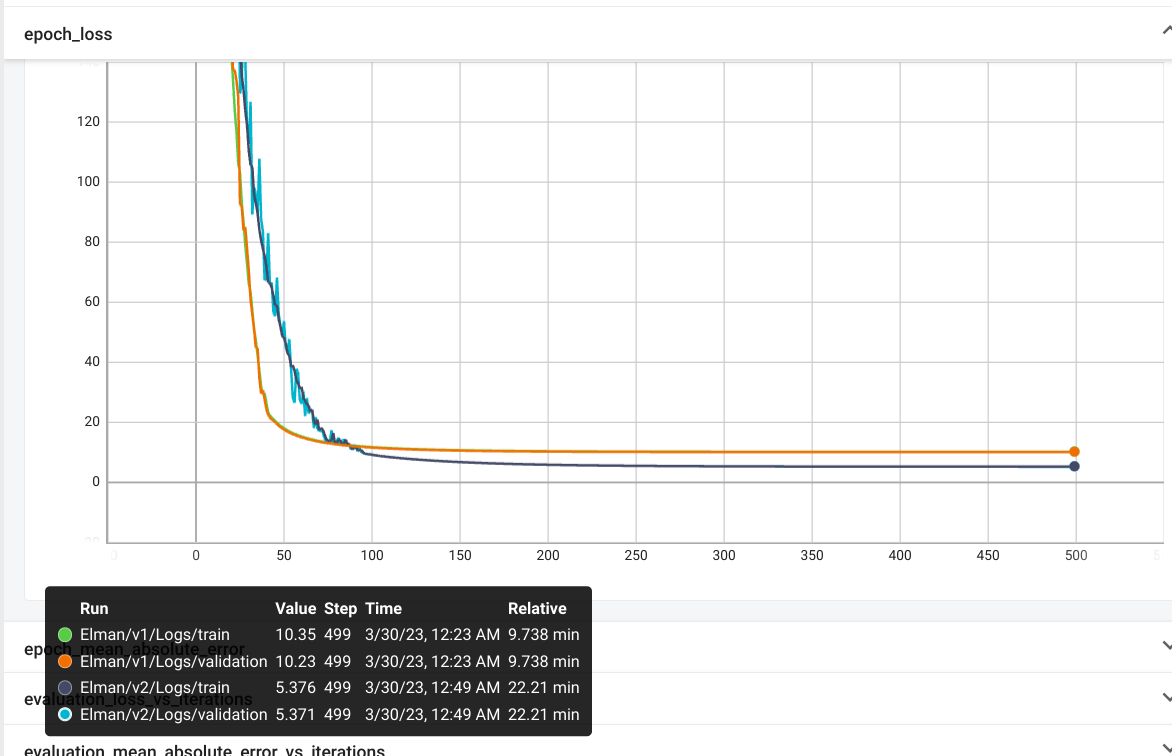 epoch_loss
120
100
80
60
40
20
0
0 50 100 150 200 250 300 350 400 450 500
Run Value Step Time Relative
Elman/v1/Logs/train 10.35 499 3/30/23, 12:23 AM 9.738 min
Elman/v1/Logs/validation 10.23 499 3/30/23, 12:23 AM 9.738 min
Elman/v2/Logs/train 5.376 499 3/30/23, 12:49 AM 22.21 min
Elman/v2/Logs/validation 5.371 499 3/30/23, 12:49 AM 22.21 min
epoch_mean_absolute_error
evaluation_loss_vs_iterations
evaluation_mean_absolute_error_vs_iterations